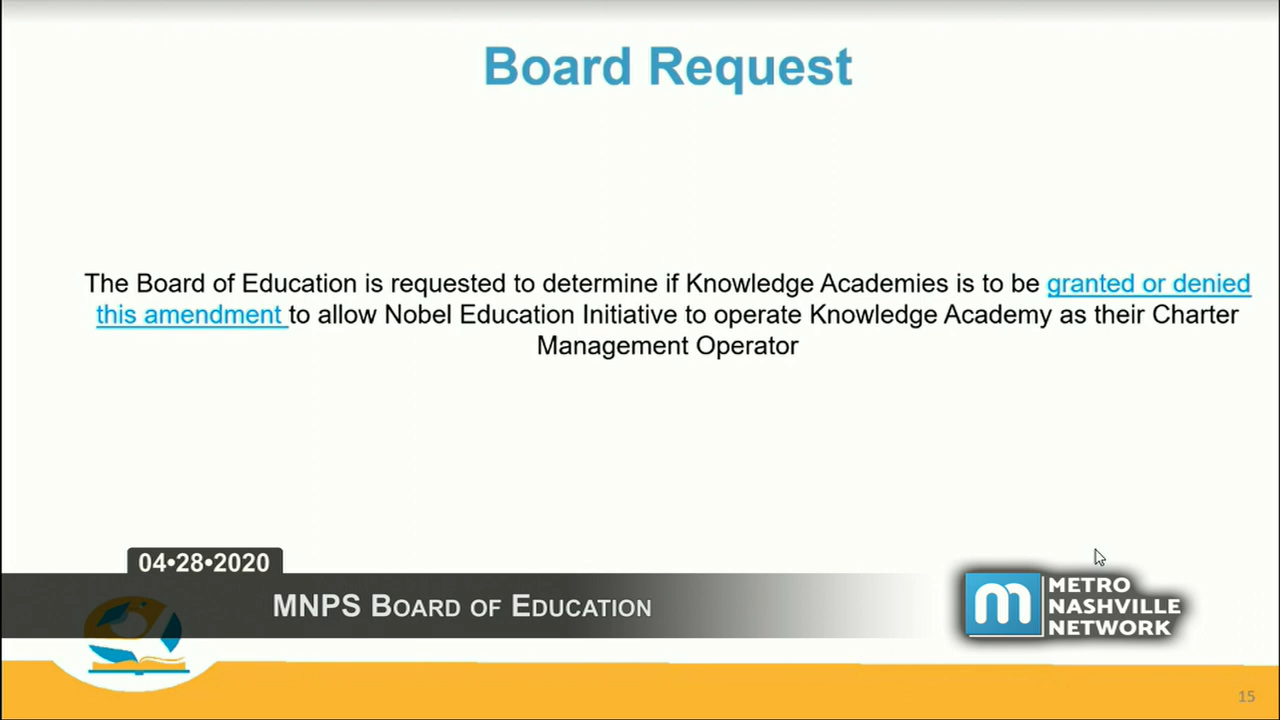 Board Request
The Board of Education is requested to determine if Knowledge Academies is to be granted or denied
this amendment to allow Nobel Education Initiative to operate Knowledge Academy as their Charter
Management Operator
04•28•2020
MNPS BOARD OF EDUCATION
m
METRO
NASHVILLE
NETWORK
15